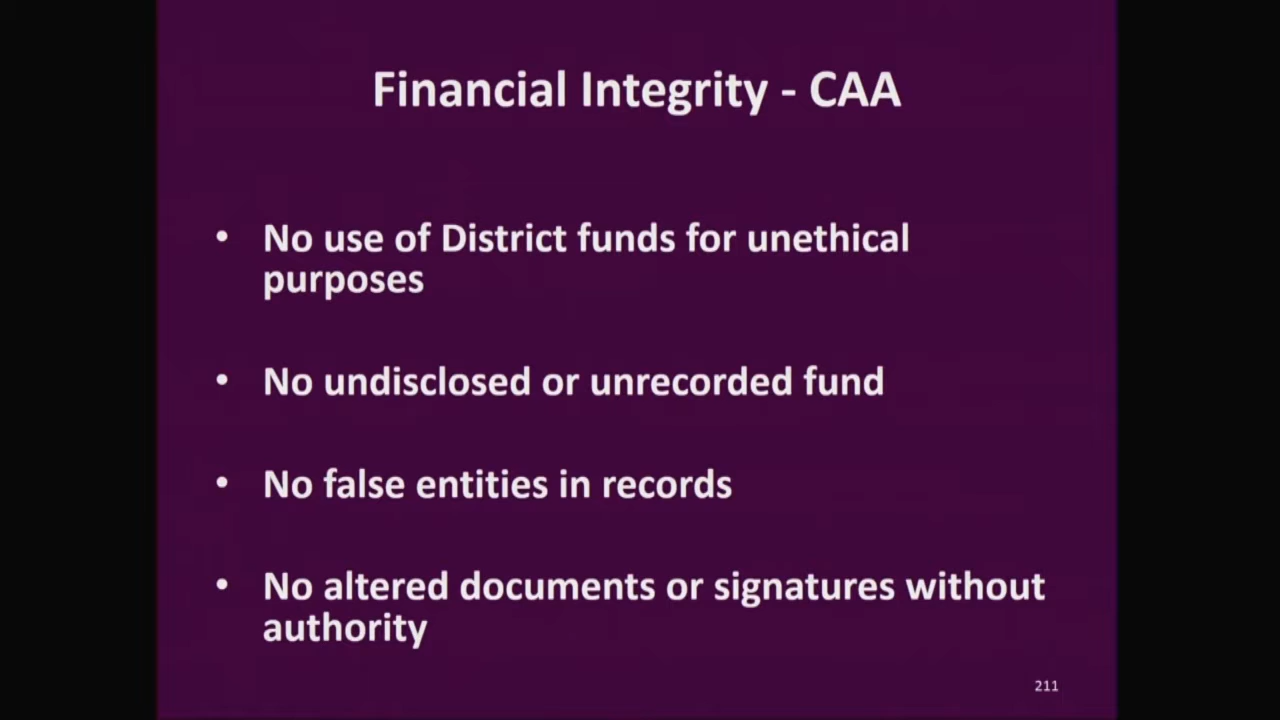 Financial Integrity - CAA
• No use of District funds for unethical
purposes
• No undisclosed or unrecorded fund
• No false entities in records
• No altered documents or signatures without
authority
211